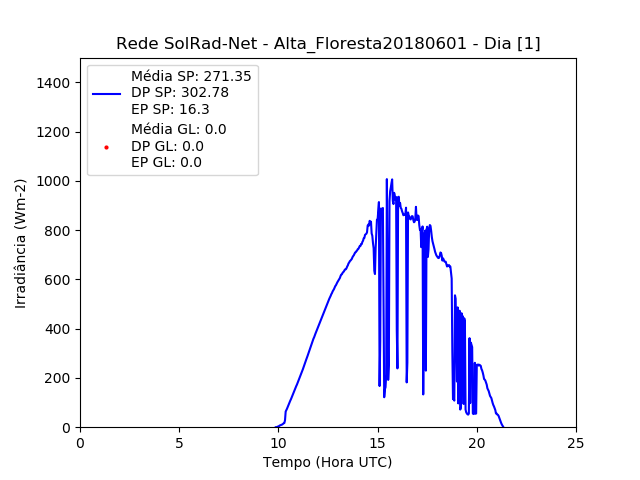 Rede SolRad-Net - Alta_Floresta20180601 - Dia [1]
Média SP: 271.35
DP SP: 302.78
EP SP: 16.3
Média GL: 0.0
DP GL: 0.0
EP GL: 0.0
1400
1200
1000
800
600
400
200
0
Irradiância (Wm-2)
0 5 10 15 20 25
Tempo (Hora UTC)